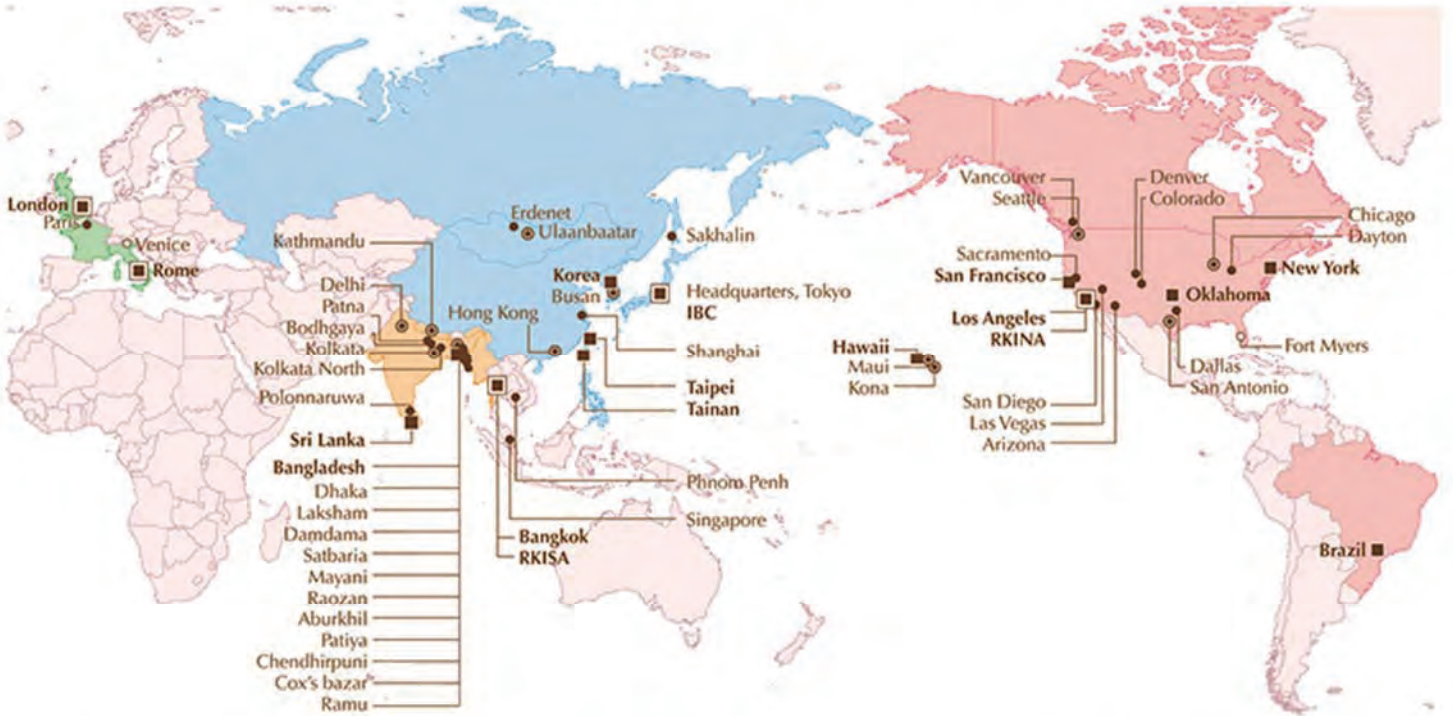 London
Paris
Venice
Rome
Kathmandu
Delhi
Patna
Bodhgaya
Kolkata
Kolkata North
Polonnaruwa
Sri Lanka
Bangladesh
Dhaka
Laksham
Damdama
Satbaria
Mayani
Raozan
Aburkhil
Patiya
Chendhirpuni
Cox's bazar
Ramu
Erdenet
Ulaanbaatar
Sakhalin
Korea
Busan
Headquarters, Tokyo
IBC
Hong Kong
Shanghai
Taipei
Tainan
Phnom Penh
Singapore
Bangkok
RKISA
Vancouver
Seattle
Sacramento
San Francisco
Los Angeles
RKINA
Hawaii
Maui
Kona
San Diego
Las Vegas
Arizona
Denver
Colorado
Chicago
Dayton
New York
Oklahoma
Fort Myers
Dallas
San Antonio
Brazil